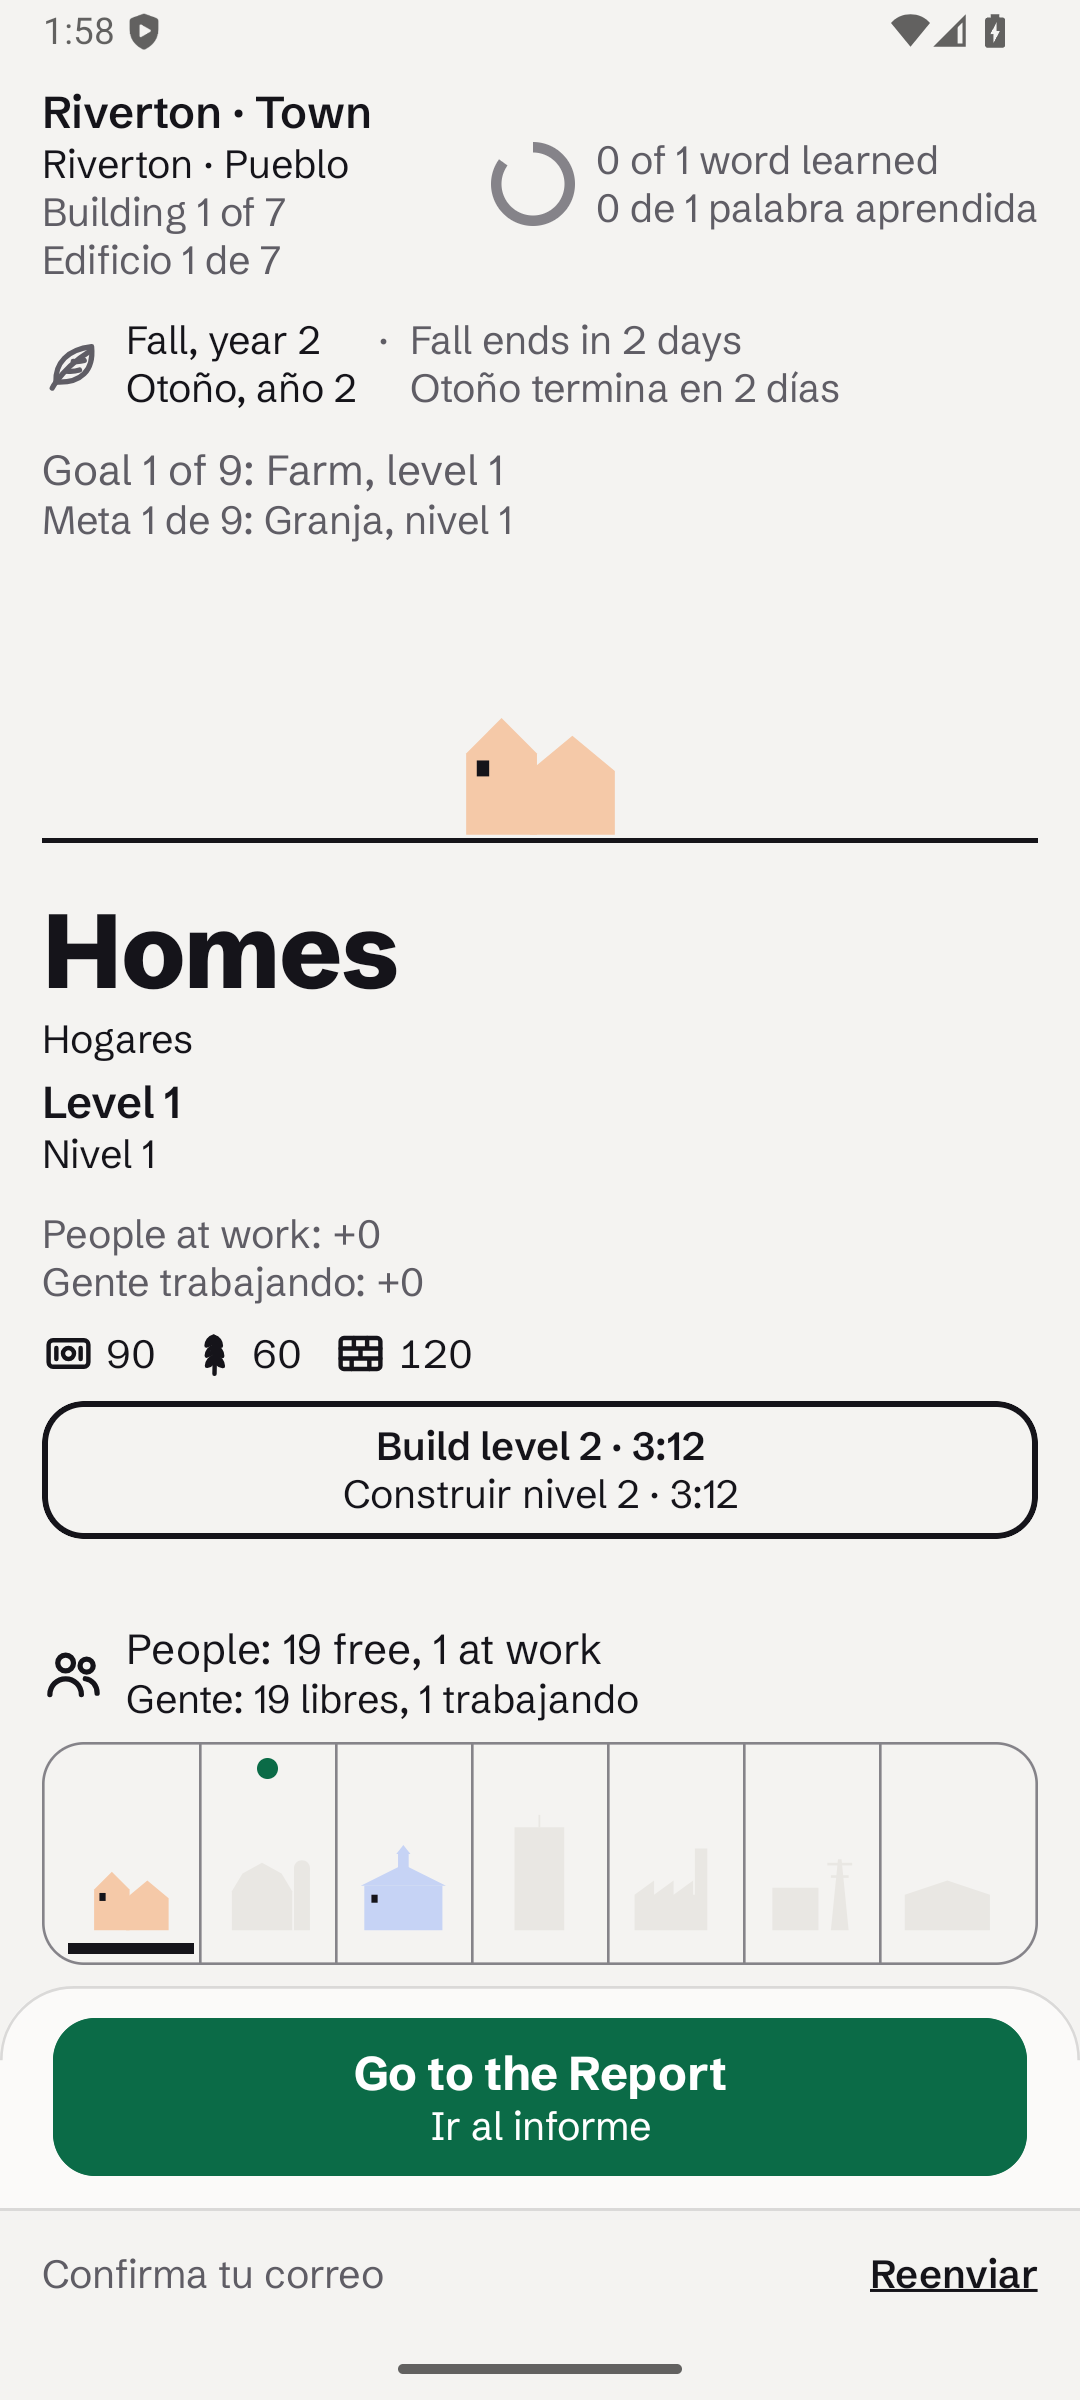 1:58
Riverton · Town
Riverton · Pueblo
Building 1 of 7
Edificio 1 de 7
0 of 1 word learned
0 de 1 palabra aprendida
Fall, year 2 · Fall ends in 2 days
Otoño, año 2 Otoño termina en 2 días
Goal 1 of 9: Farm, level 1
Meta 1 de 9: Granja, nivel 1
Homes
Hogares
Level 1
Nivel 1
People at work: +0
Gente trabajando: +0
90 60 120
Build level 2 · 3:12
Construir nivel 2 · 3:12
People: 19 free, 1 at work
Gente: 19 libres, 1 trabajando
Go to the Report
Ir al informe
Confirma tu correo Reenviar